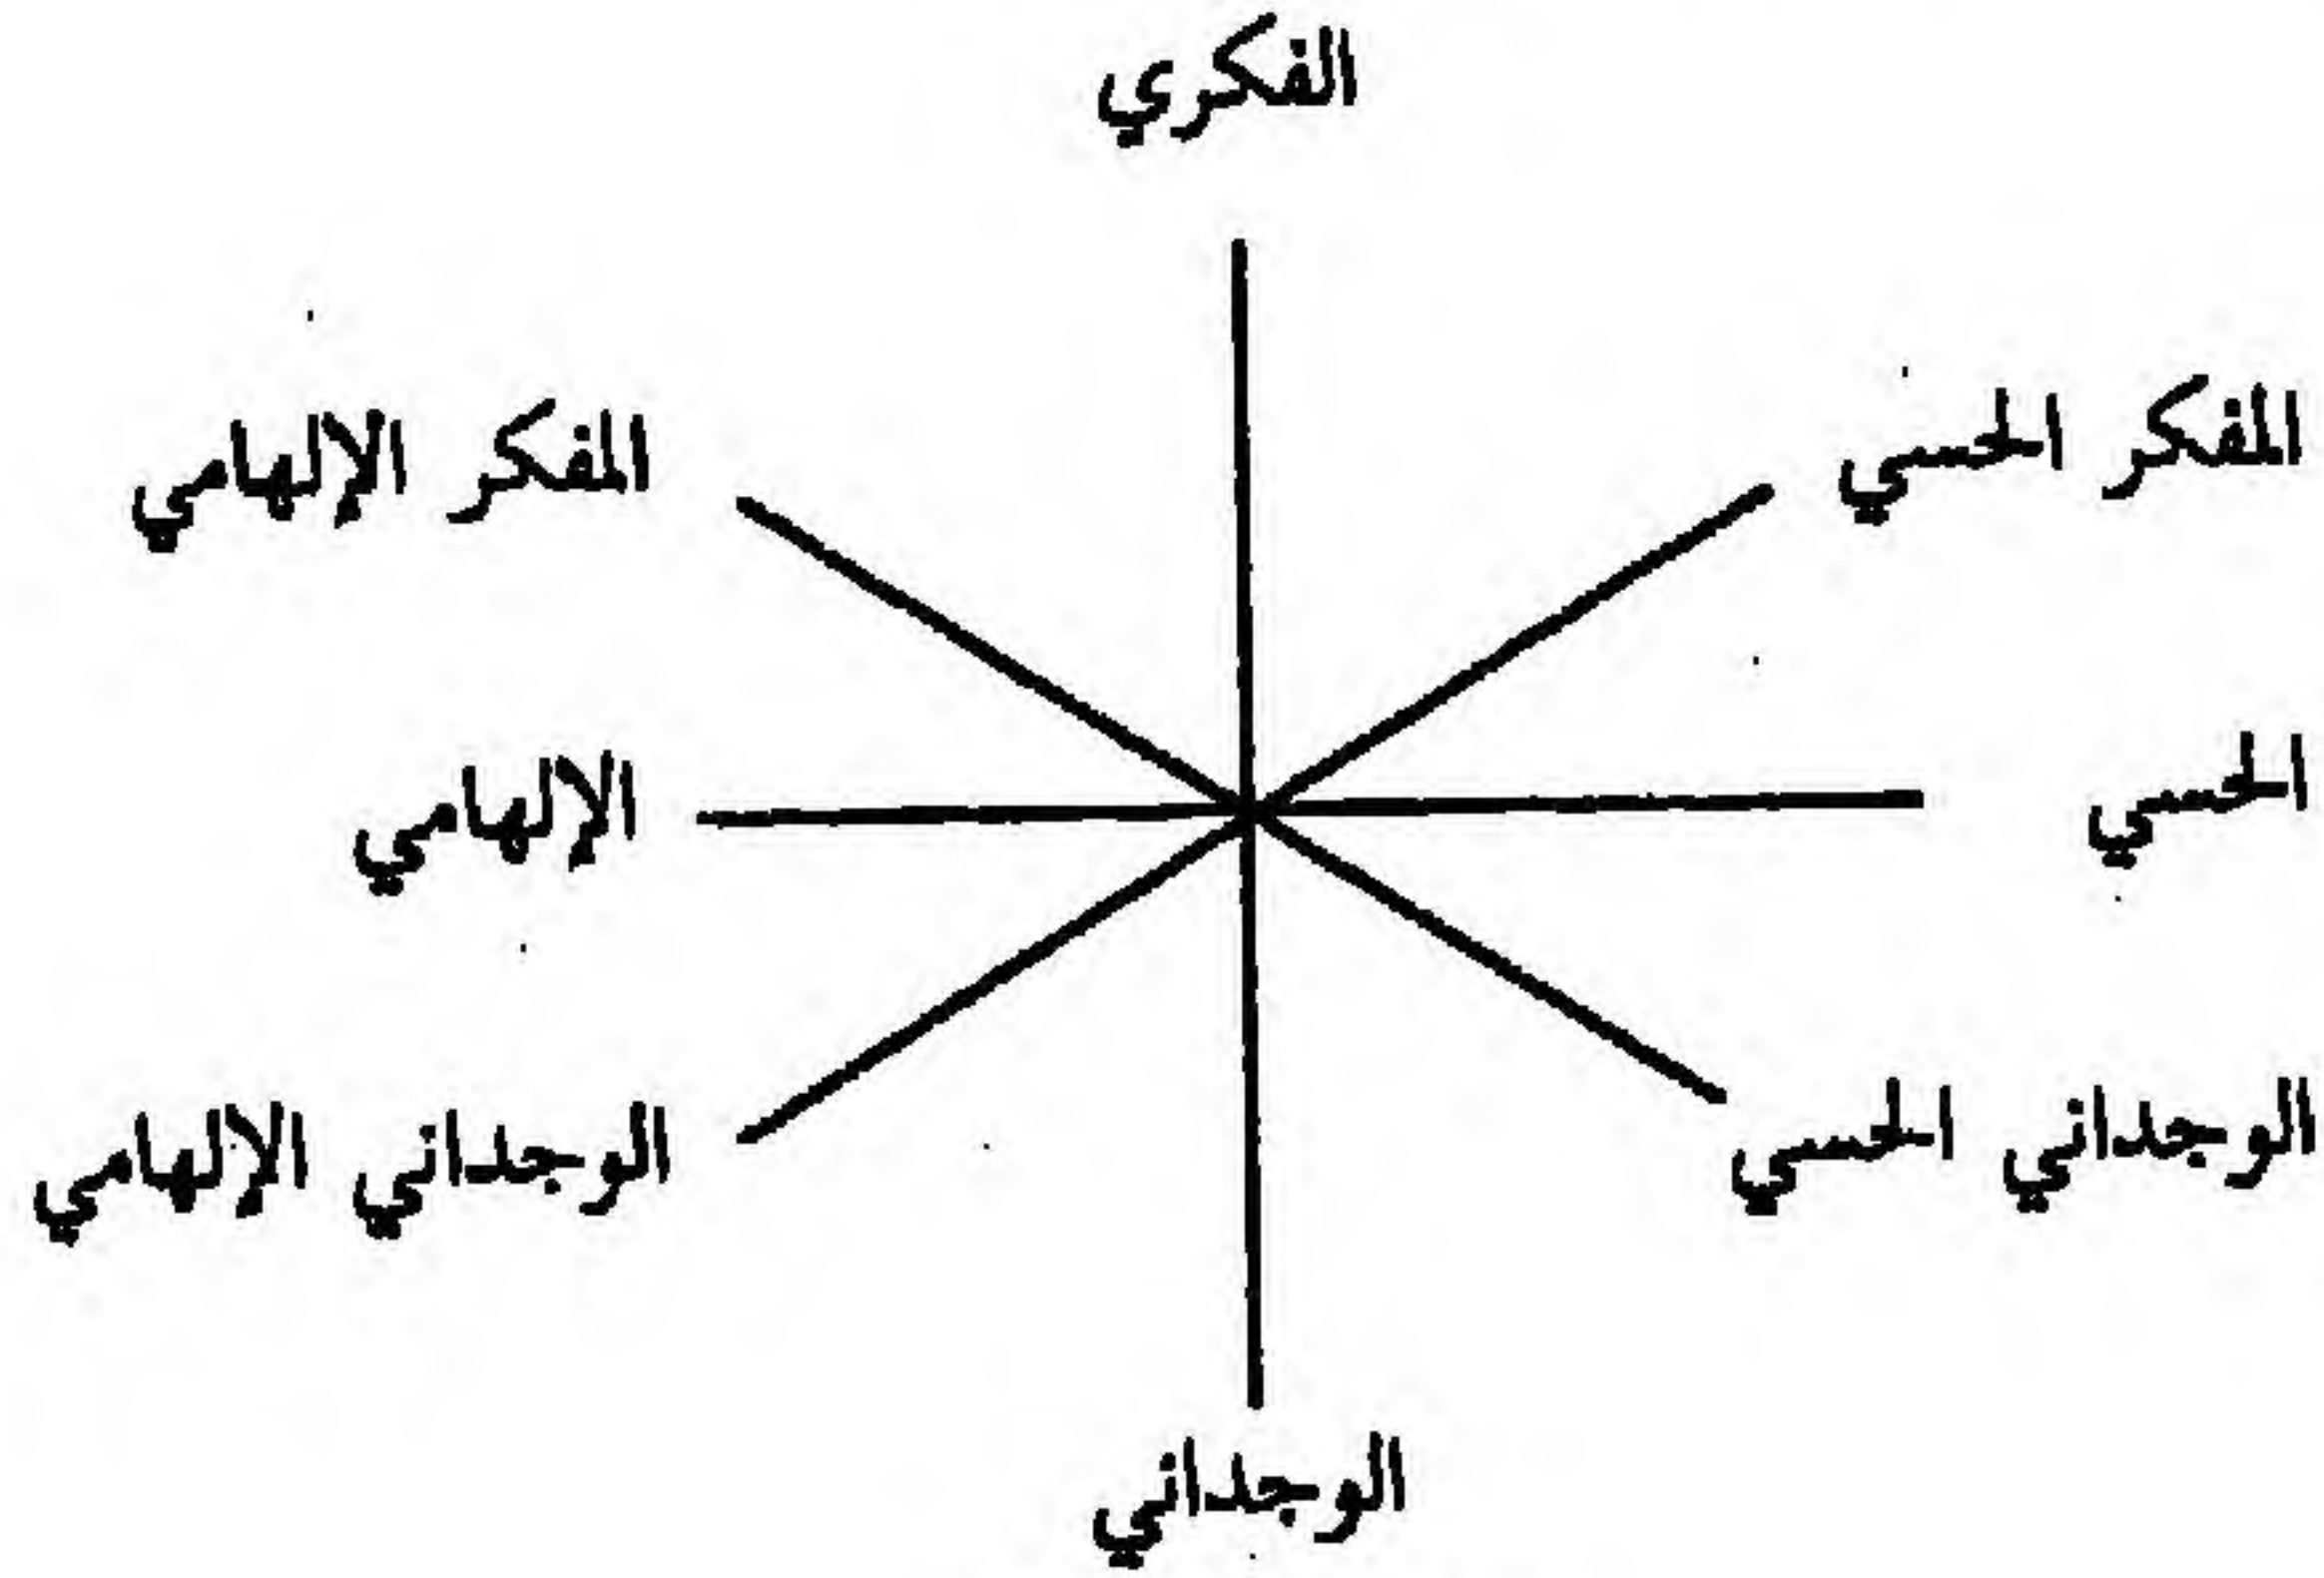 الفكري
المفكر الحسي
المفكر الإلهامي
الحسي
الإلهامي
الوجداني الحسي
الوجداني الإلهامي
الوجداني